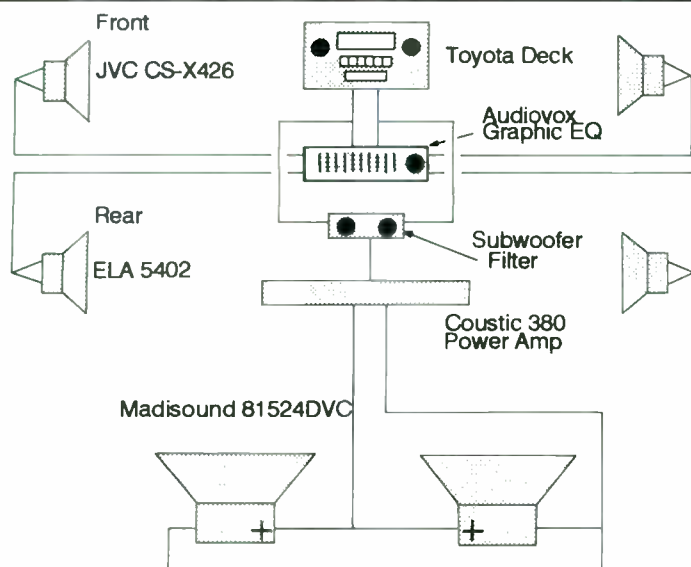 Front
JVC CS-X426
Toyota Deck
Audiovox
Graphic EQ
Rear
ELA 5402
Subwoofer
Filter
Coustic 380
Power Amp
Madisound 81524DVC
+
+